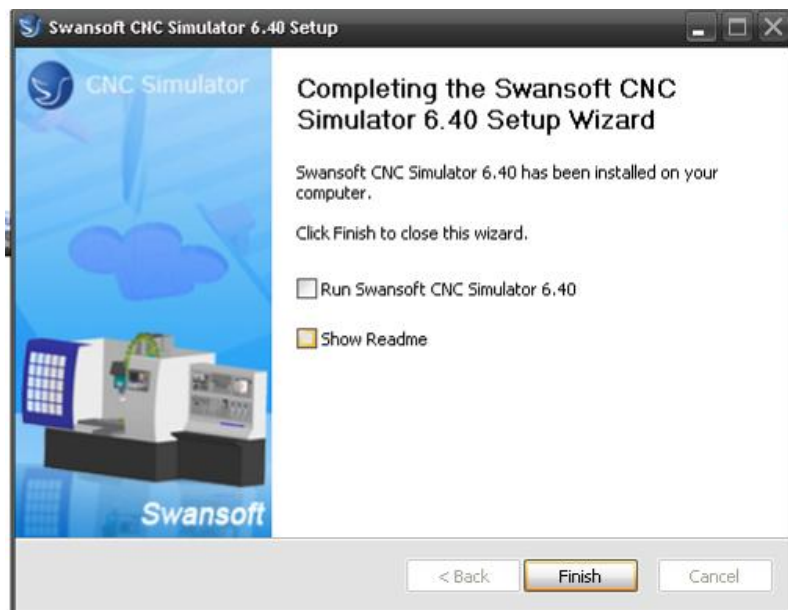 Swansoft CNC Simulator 6.40 Setup
CNC Simulator
Completing the Swansoft CNC
Simulator 6.40 Setup Wizard
Swansoft CNC Simulator 6.40 has been installed on your
computer.
Click Finish to close this wizard.
Run Swansoft CNC Simulator 6.40
Show Readme
Swansoft
< Back
Finish
Cancel